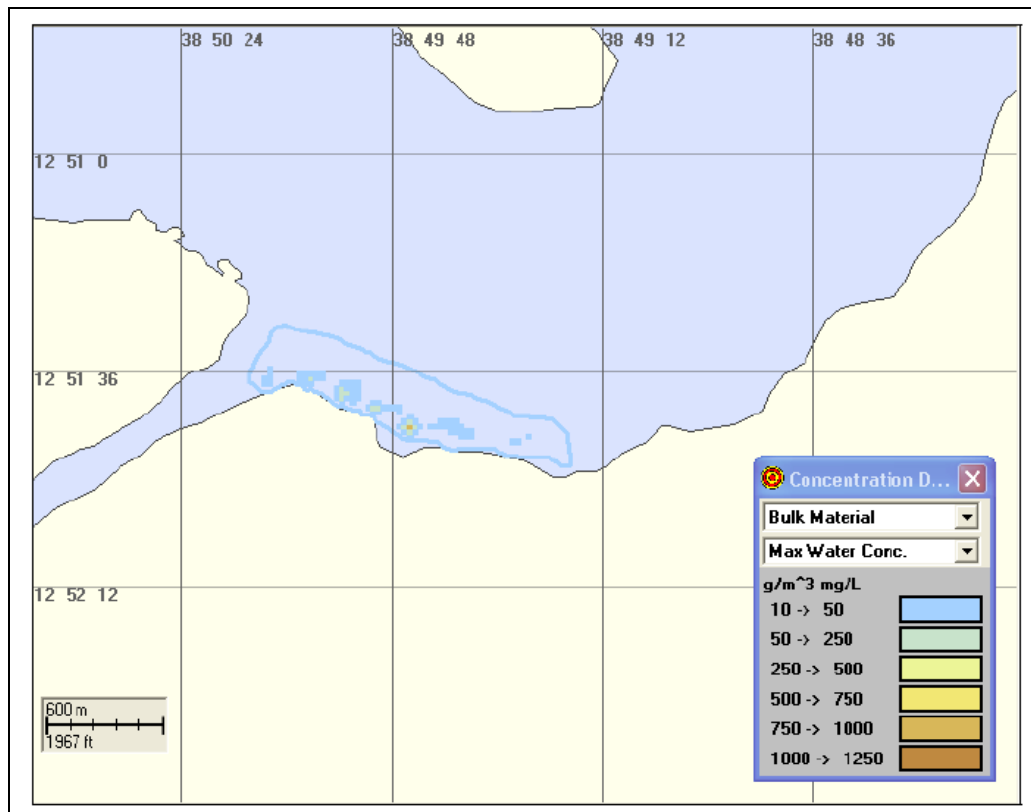 38 50 24
38 49 48
38 49 12
38 48 36
12 51 0
12 51 36
12 52 12
600 m
1967 ft
Concentration D...
Bulk Material
Max Water Conc.
g/m^3 mg/L
10 -> 50
50 -> 250
250 -> 500
500 -> 750
750 -> 1000
1000 -> 1250